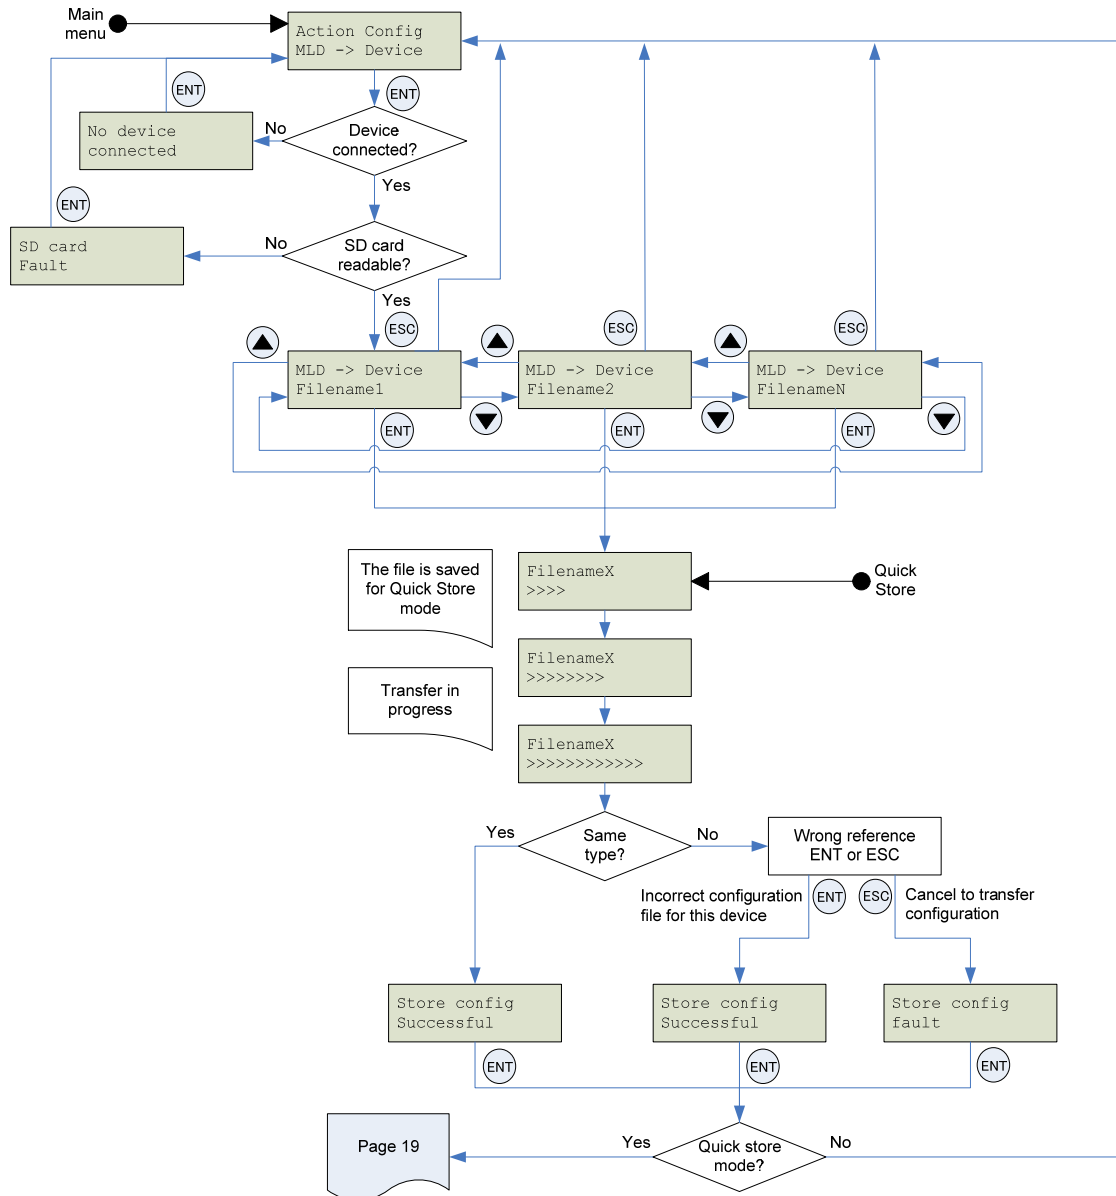 Main
menu
Action Config
MLD -> Device
ENT
ENT
No device
connected
No
Device
connected?
Yes
ENT
SD card
Fault
No
SD card
readable?
Yes
ESC
ESC
ESC
MLD -> Device
Filename1
MLD -> Device
Filename2
MLD -> Device
FilenameN
ENT
ENT
ENT
The file is saved
for Quick Store
mode
FilenameX
>>>>
Quick
Store
FilenameX
>>>>>>>>
Transfer in
progress
FilenameX
>>>>>>>>>>>>
Yes
Same
type?
No
Wrong reference
ENT or ESC
Incorrect configuration
file for this device
ENT
ESC
Cancel to transfer
configuration
Store config
Successful
Store config
Successful
Store config
fault
ENT
ENT
ENT
Page 19
Yes
Quick store
mode?
No